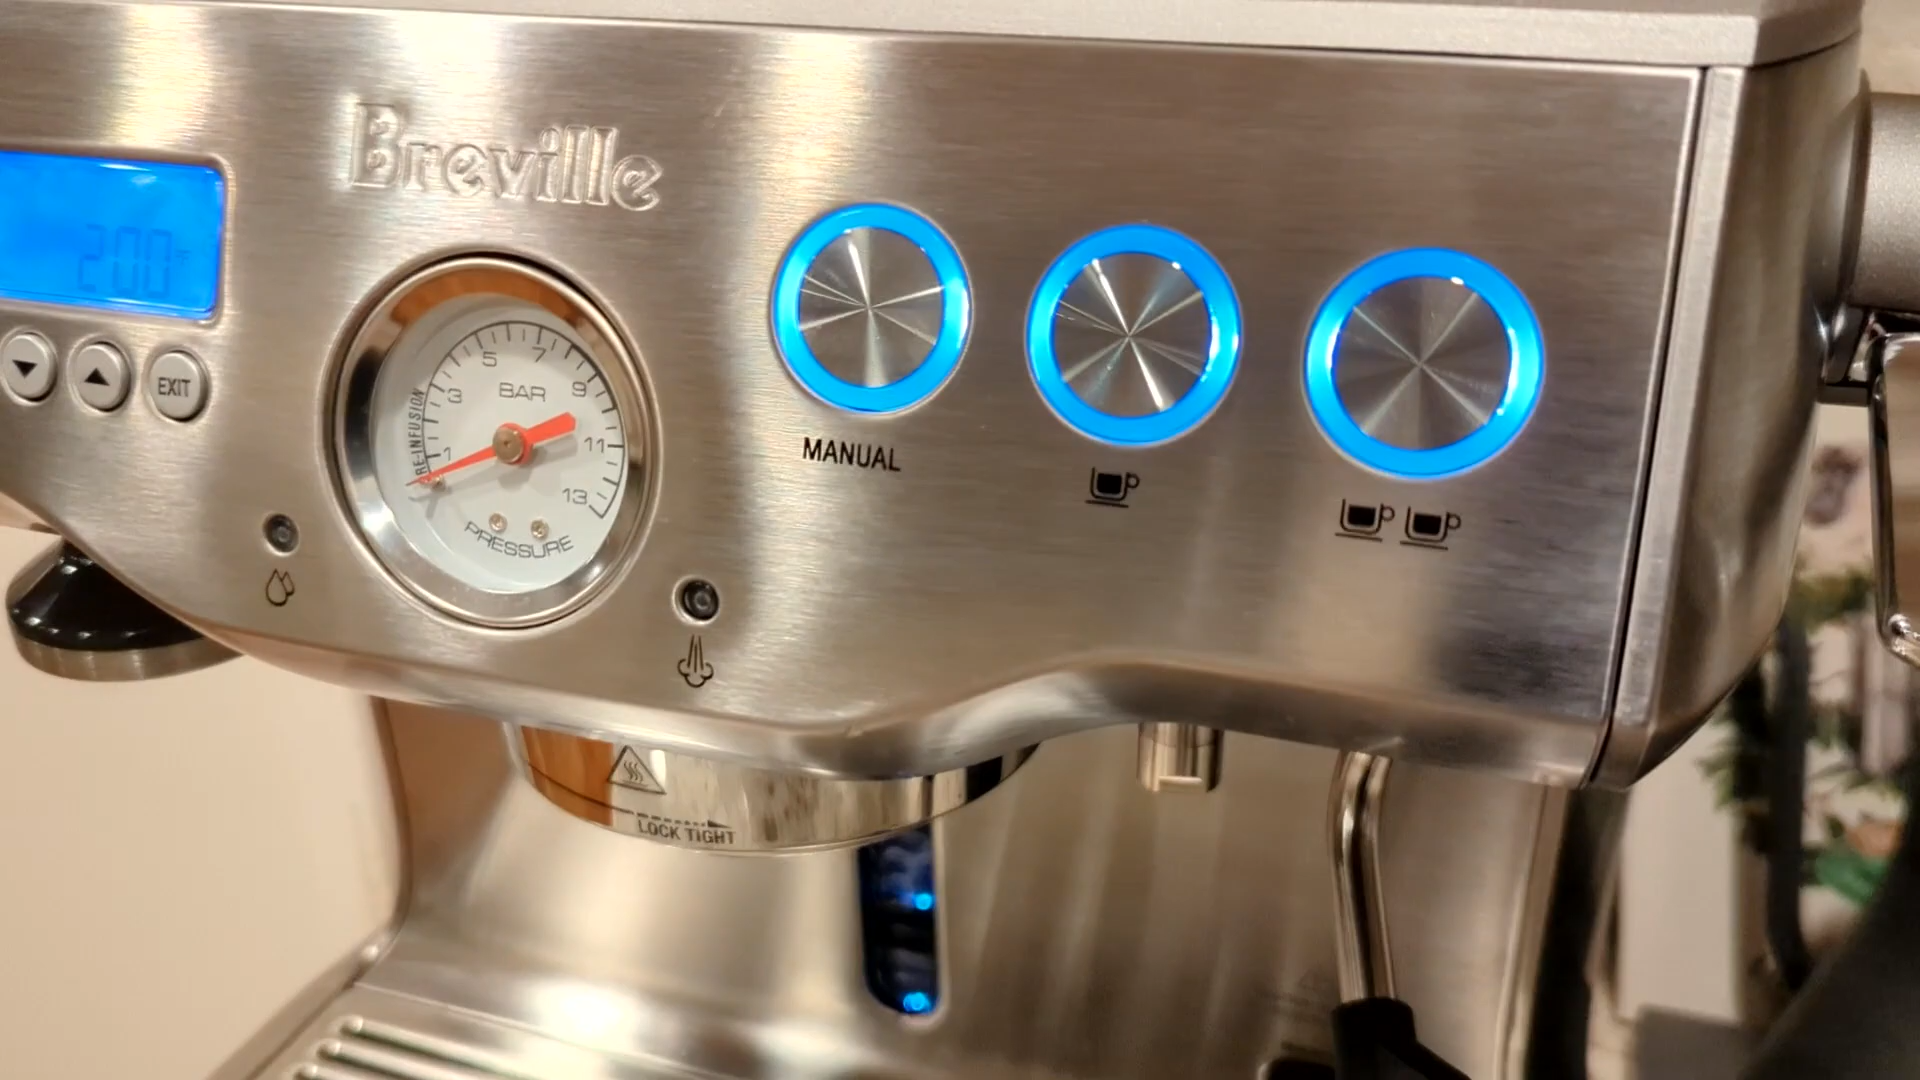 Breville
200°F
EXIT
BAR
1
3
5
7
9
11
13
PRE-INFUSION
PRESSURE
MANUAL
LOCK TIGHT